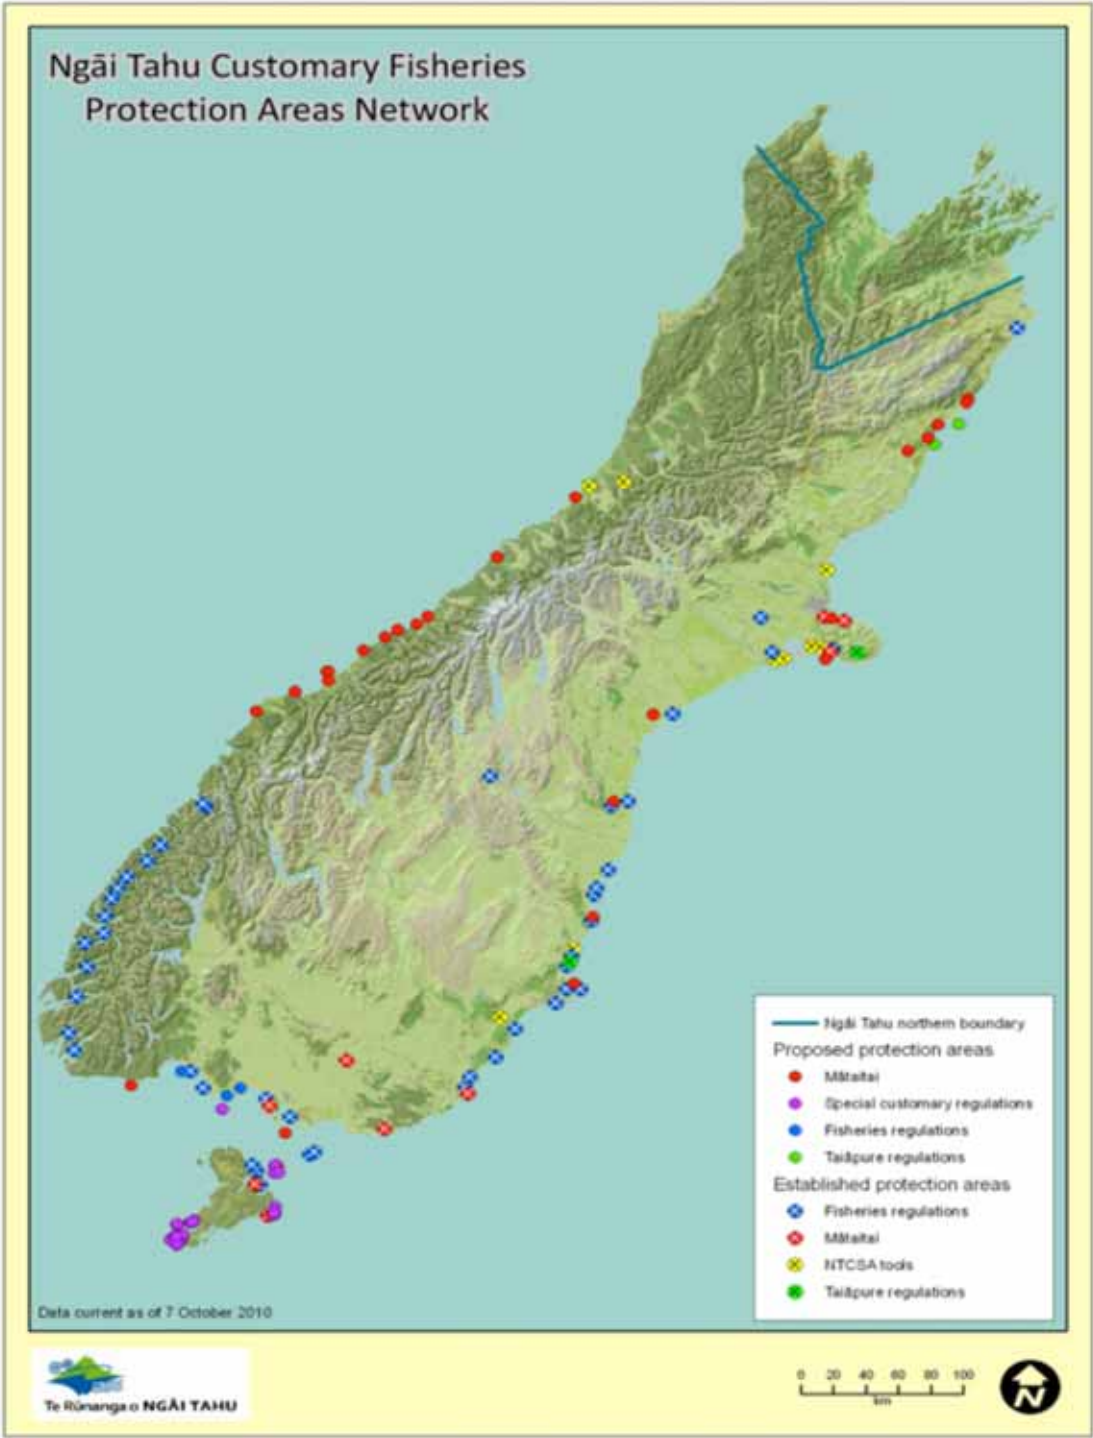 Ngāi Tahu Customary Fisheries
Protection Areas Network
Ngāi Tahu northern boundary
Proposed protection areas
Mātaitai
Special customary regulations
Fisheries regulations
Taiāpure regulations
Established protection areas
Fisheries regulations
Mātaitai
NTCSA tools
Taiāpure regulations
Data current as of 7 October 2010
Te Rūnanga o NGĀI TAHU
0 20 40 60 80 100
km
N